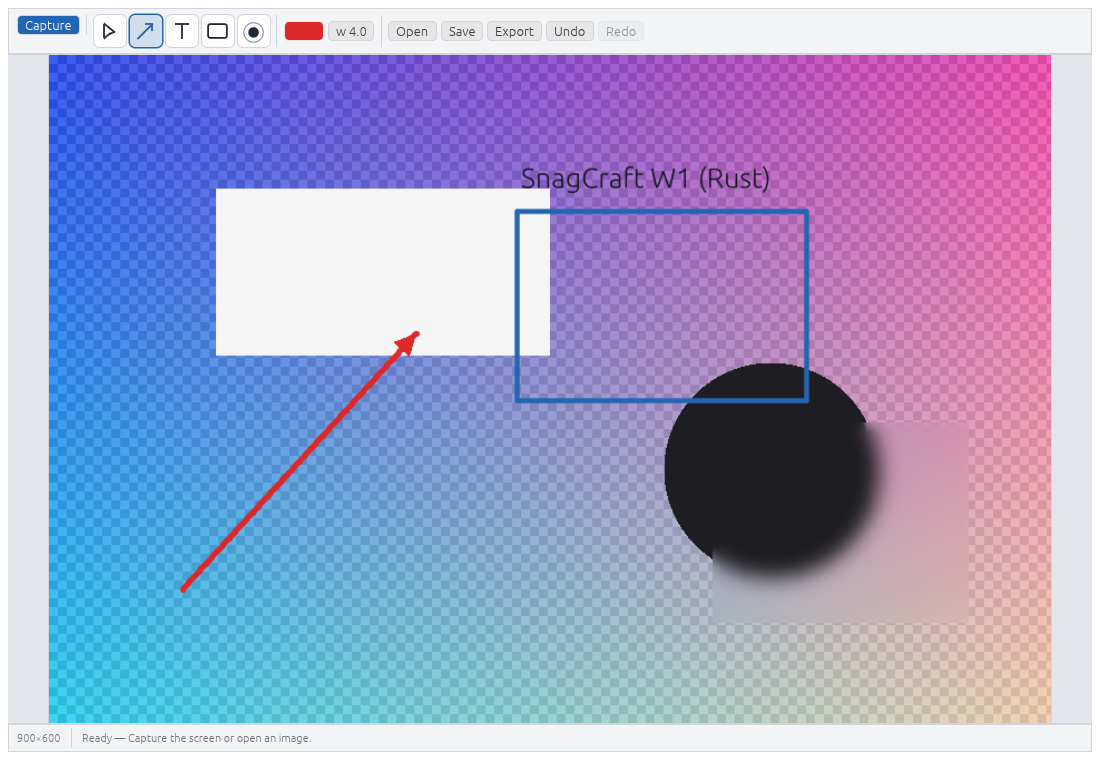 Capture
T
w 4.0
Open
Save
Export
Undo
Redo
SnagCraft W1 (Rust)
900×600
Ready — Capture the screen or open an image.